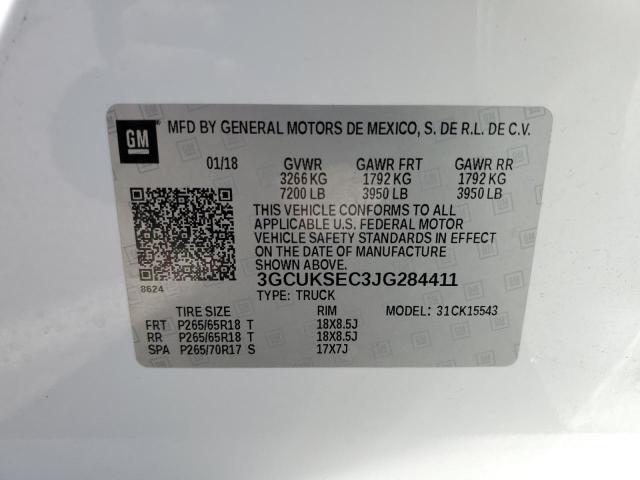 GM
MFD BY GENERAL MOTORS DE MEXICO, S. DE R.L. DE C.V.
01/18 GVWR GAWR FRT GAWR RR
3266 KG 1792 KG 1792 KG
7200 LB 3950 LB 3950 LB
THIS VEHICLE CONFORMS TO ALL
APPLICABLE U.S. FEDERAL MOTOR
VEHICLE SAFETY STANDARDS IN EFFECT
ON THE DATE OF MANUFACTURE
SHOWN ABOVE.
8624
3GCUKSEC3JG284411
TYPE: TRUCK
TIRE SIZE RIM MODEL: 31CK15543
FRT P265/65R18 T 18X8.5J
RR P265/65R18 T 18X8.5J
SPA P265/70R17 S 17X7J